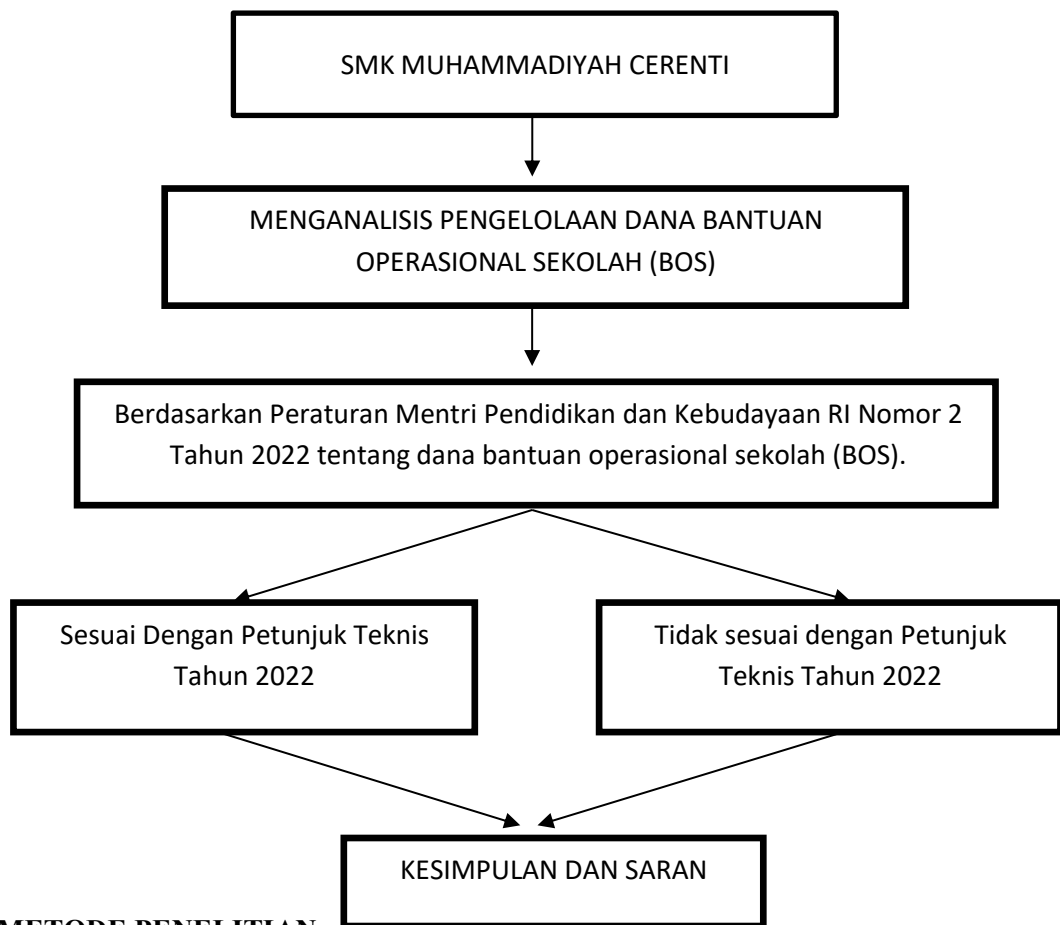 SMK MUHAMMADIYAH CERENTI
MENGANALISIS PENGELOLAAN DANA BANTUAN
OPERASIONAL SEKOLAH (BOS)
Berdasarkan Peraturan Mentri Pendidikan dan Kebudayaan RI Nomor 2
Tahun 2022 tentang dana bantuan operasional sekolah (BOS).
Sesuai Dengan Petunjuk Teknis
Tahun 2022
Tidak sesuai dengan Petunjuk
Teknis Tahun 2022
KESIMPULAN DAN SARAN
METODE PENELITIAN